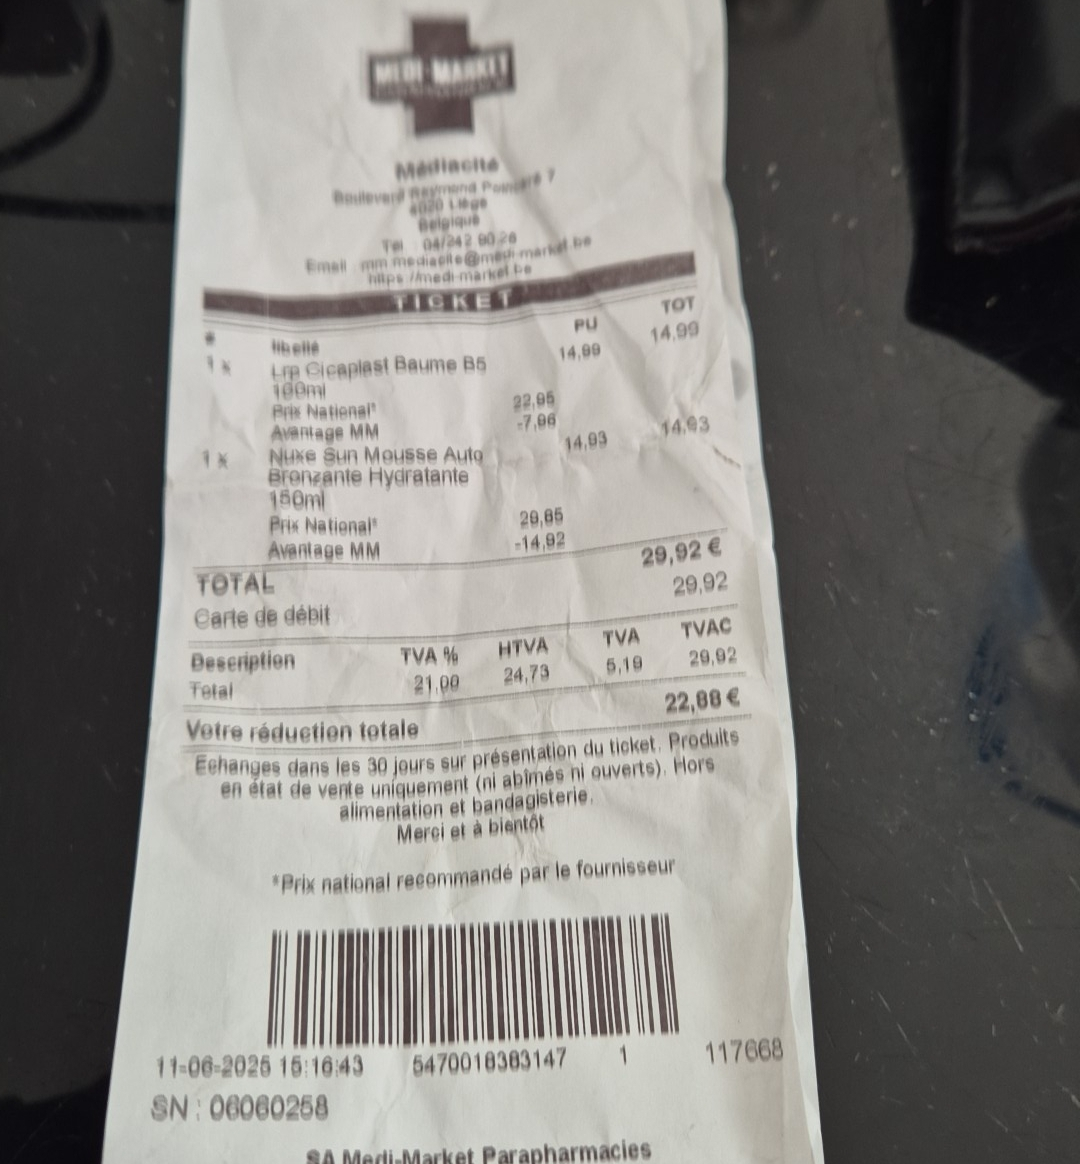 MEDI-MARKET
Médiacité
Boulevard Raymond Poincaré 7
4020 Liège
Belgique
Tel : 04/242 90 26
Email mm mediacite@medi-market.be
https://medi-market.be
TICKET
# libellé PU TOT
1 x Lrp Cicaplast Baume B5 14,99 14,99
100ml
Prix National* 22,95
Avantage MM -7,96
1 x Nuxe Sun Mousse Auto 14,93 14,93
Bronzante Hydratante
150ml
Prix National* 29,85
Avantage MM -14,92
TOTAL 29,92 €
Carte de débit 29,92
Description TVA % HTVA TVA TVAC
Total 21,00 24,73 5,19 29,92
Votre réduction totale 22,88 €
Echanges dans les 30 jours sur présentation du ticket. Produits
en état de vente uniquement (ni abîmés ni ouverts). Hors
alimentation et bandagisterie.
Merci et à bientôt
*Prix national recommandé par le fournisseur
11-06-2025 15:16:43 5470018383147 1 117668
SN : 06060258
SA Medi-Market Parapharmacies